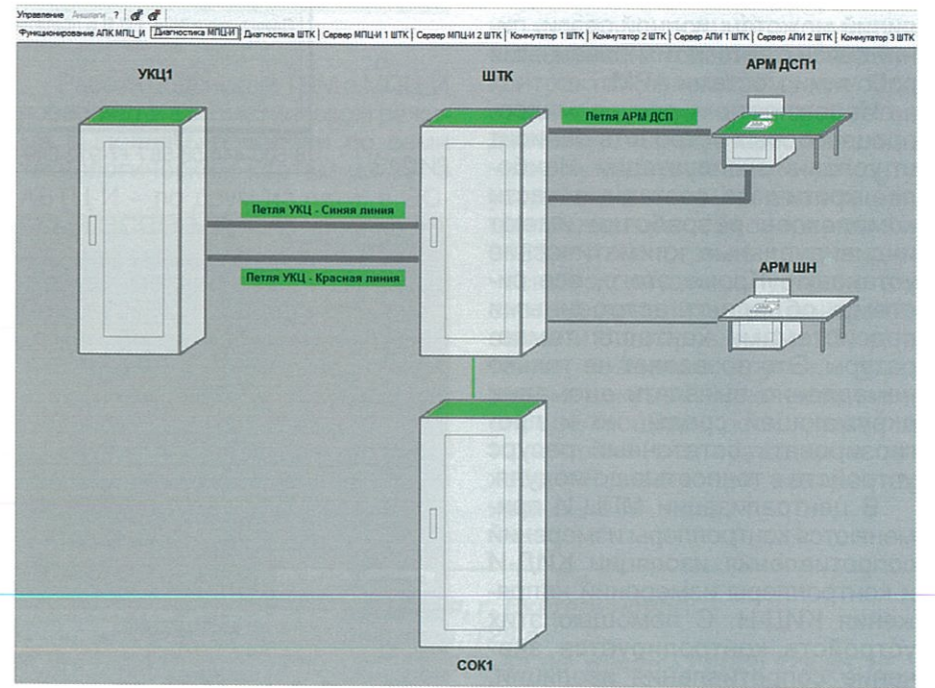 Управление Аналоги ?
Функционирование АПК МПЦ_И | Диагностика МПЦ-И | Диагностика ШТК | Сервер МПЦ-И 1 ШТК | Сервер МПЦ-И 2 ШТК | Коммутатор 1 ШТК | Коммутатор 2 ШТК | Сервер АПИ 1 ШТК | Сервер АПИ 2 ШТК | Коммутатор 3 ШТК
УКЦ1
ШТК
АРМ ДСП1
Петля АРМ ДСП
Петля УКЦ - Синяя линия
Петля УКЦ - Красная линия
АРМ ШН
СОК1